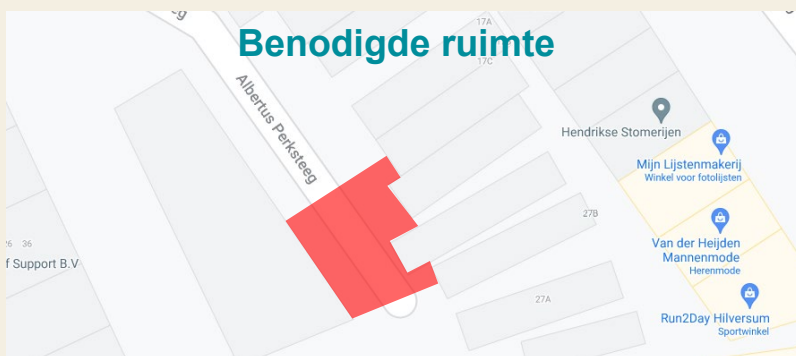 Benodigde ruimte
17A
17C
Albertus Perksteeg
Hendrikse Stomerijen
Mijn Lijstenmakerij
Winkel voor fotolijsten
27B
Van der Heijden
Mannenmode
Herenmode
36
f Support B.V
27A
Run2Day Hilversum
Sportwinkel